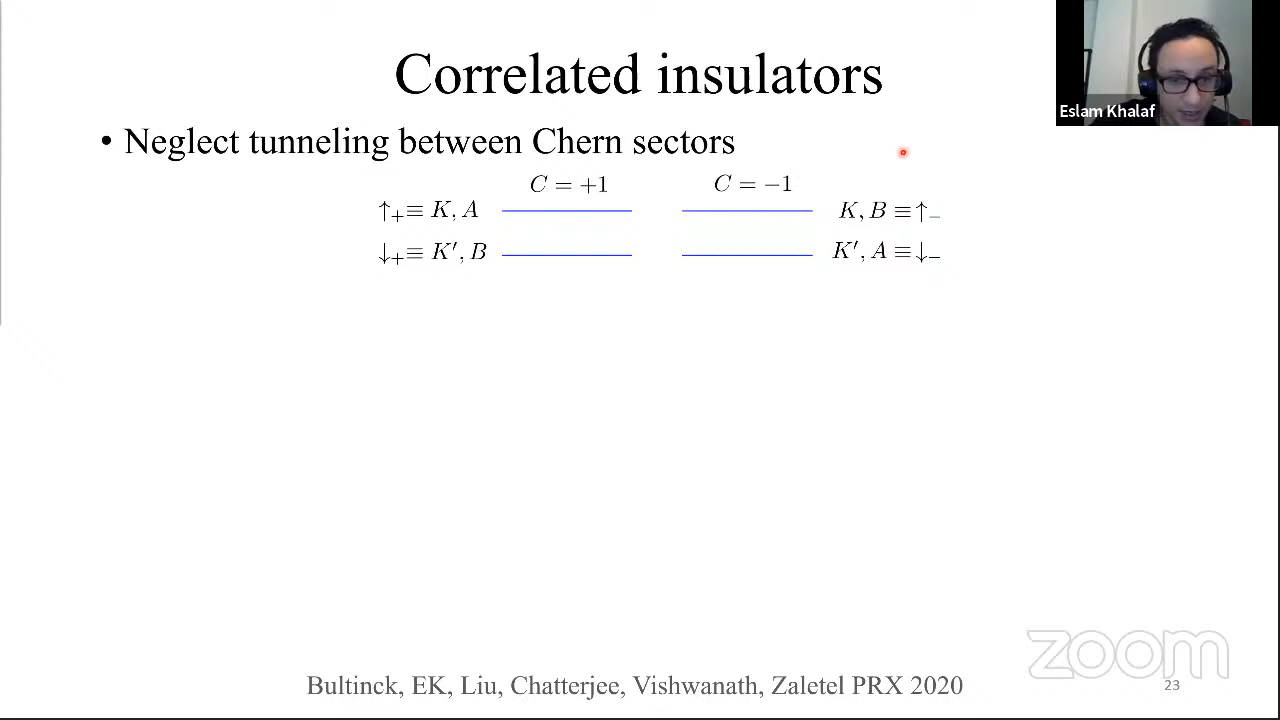 Correlated insulators
Eslam Khalaf
• Neglect tunneling between Chern sectors
C = +1 C = −1
↑₊≡ K, A K, B ≡↑₋
↓₊≡ K′, B K′, A ≡↓₋
zoom
Bultinck, EK, Liu, Chatterjee, Vishwanath, Zaletel PRX 2020
23